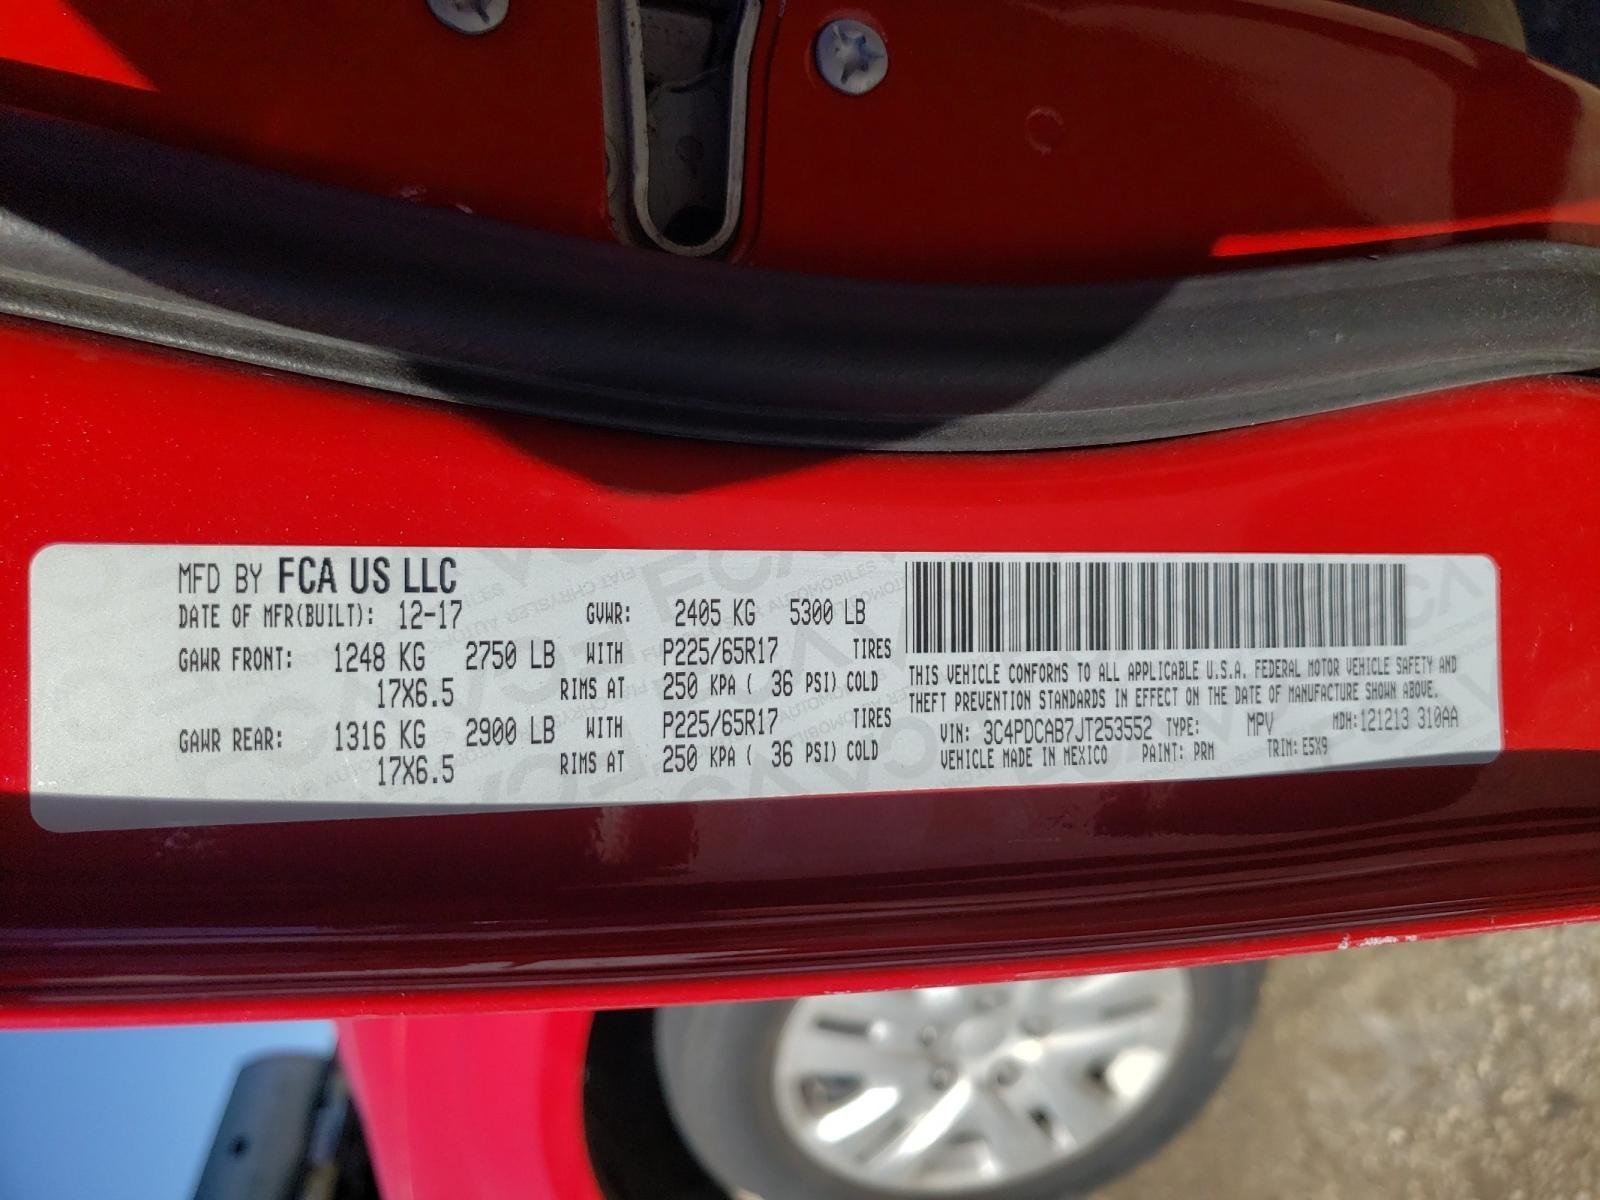 MFD BY FCA US LLC
DATE OF MFR(BUILT): 12-17 GVWR: 2405 KG 5300 LB
GAWR FRONT: 1248 KG 2750 LB WITH P225/65R17 TIRES
17X6.5 RIMS AT 250 KPA ( 36 PSI) COLD
GAWR REAR: 1316 KG 2900 LB WITH P225/65R17 TIRES
17X6.5 RIMS AT 250 KPA ( 36 PSI) COLD
THIS VEHICLE CONFORMS TO ALL APPLICABLE U.S.A. FEDERAL MOTOR VEHICLE SAFETY AND
THEFT PREVENTION STANDARDS IN EFFECT ON THE DATE OF MANUFACTURE SHOWN ABOVE.
VIN: 3C4PDCAB7JT253552 TYPE: MPV MDH:121213 310AA
VEHICLE MADE IN MEXICO PAINT: PRM TRIM: E5X9